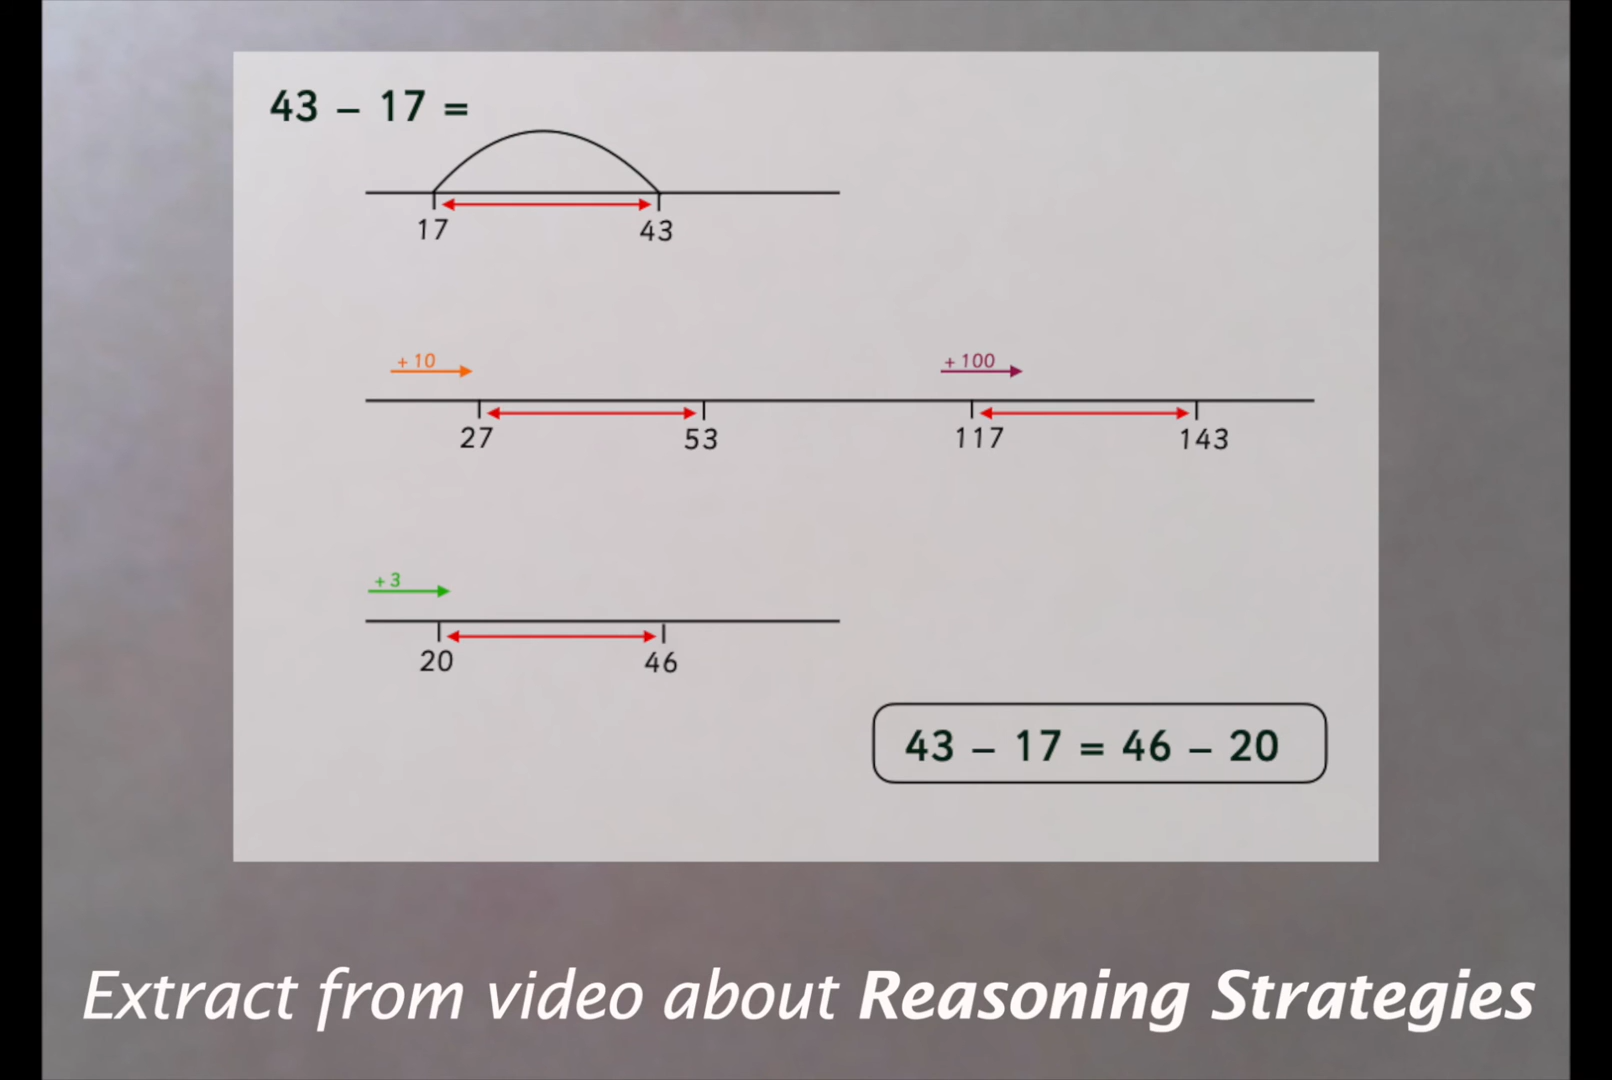 43 – 17 =
17 43
+ 10 + 100
27 53 117 143
+ 3
20 46
43 – 17 = 46 – 20
Extract from video about Reasoning Strategies